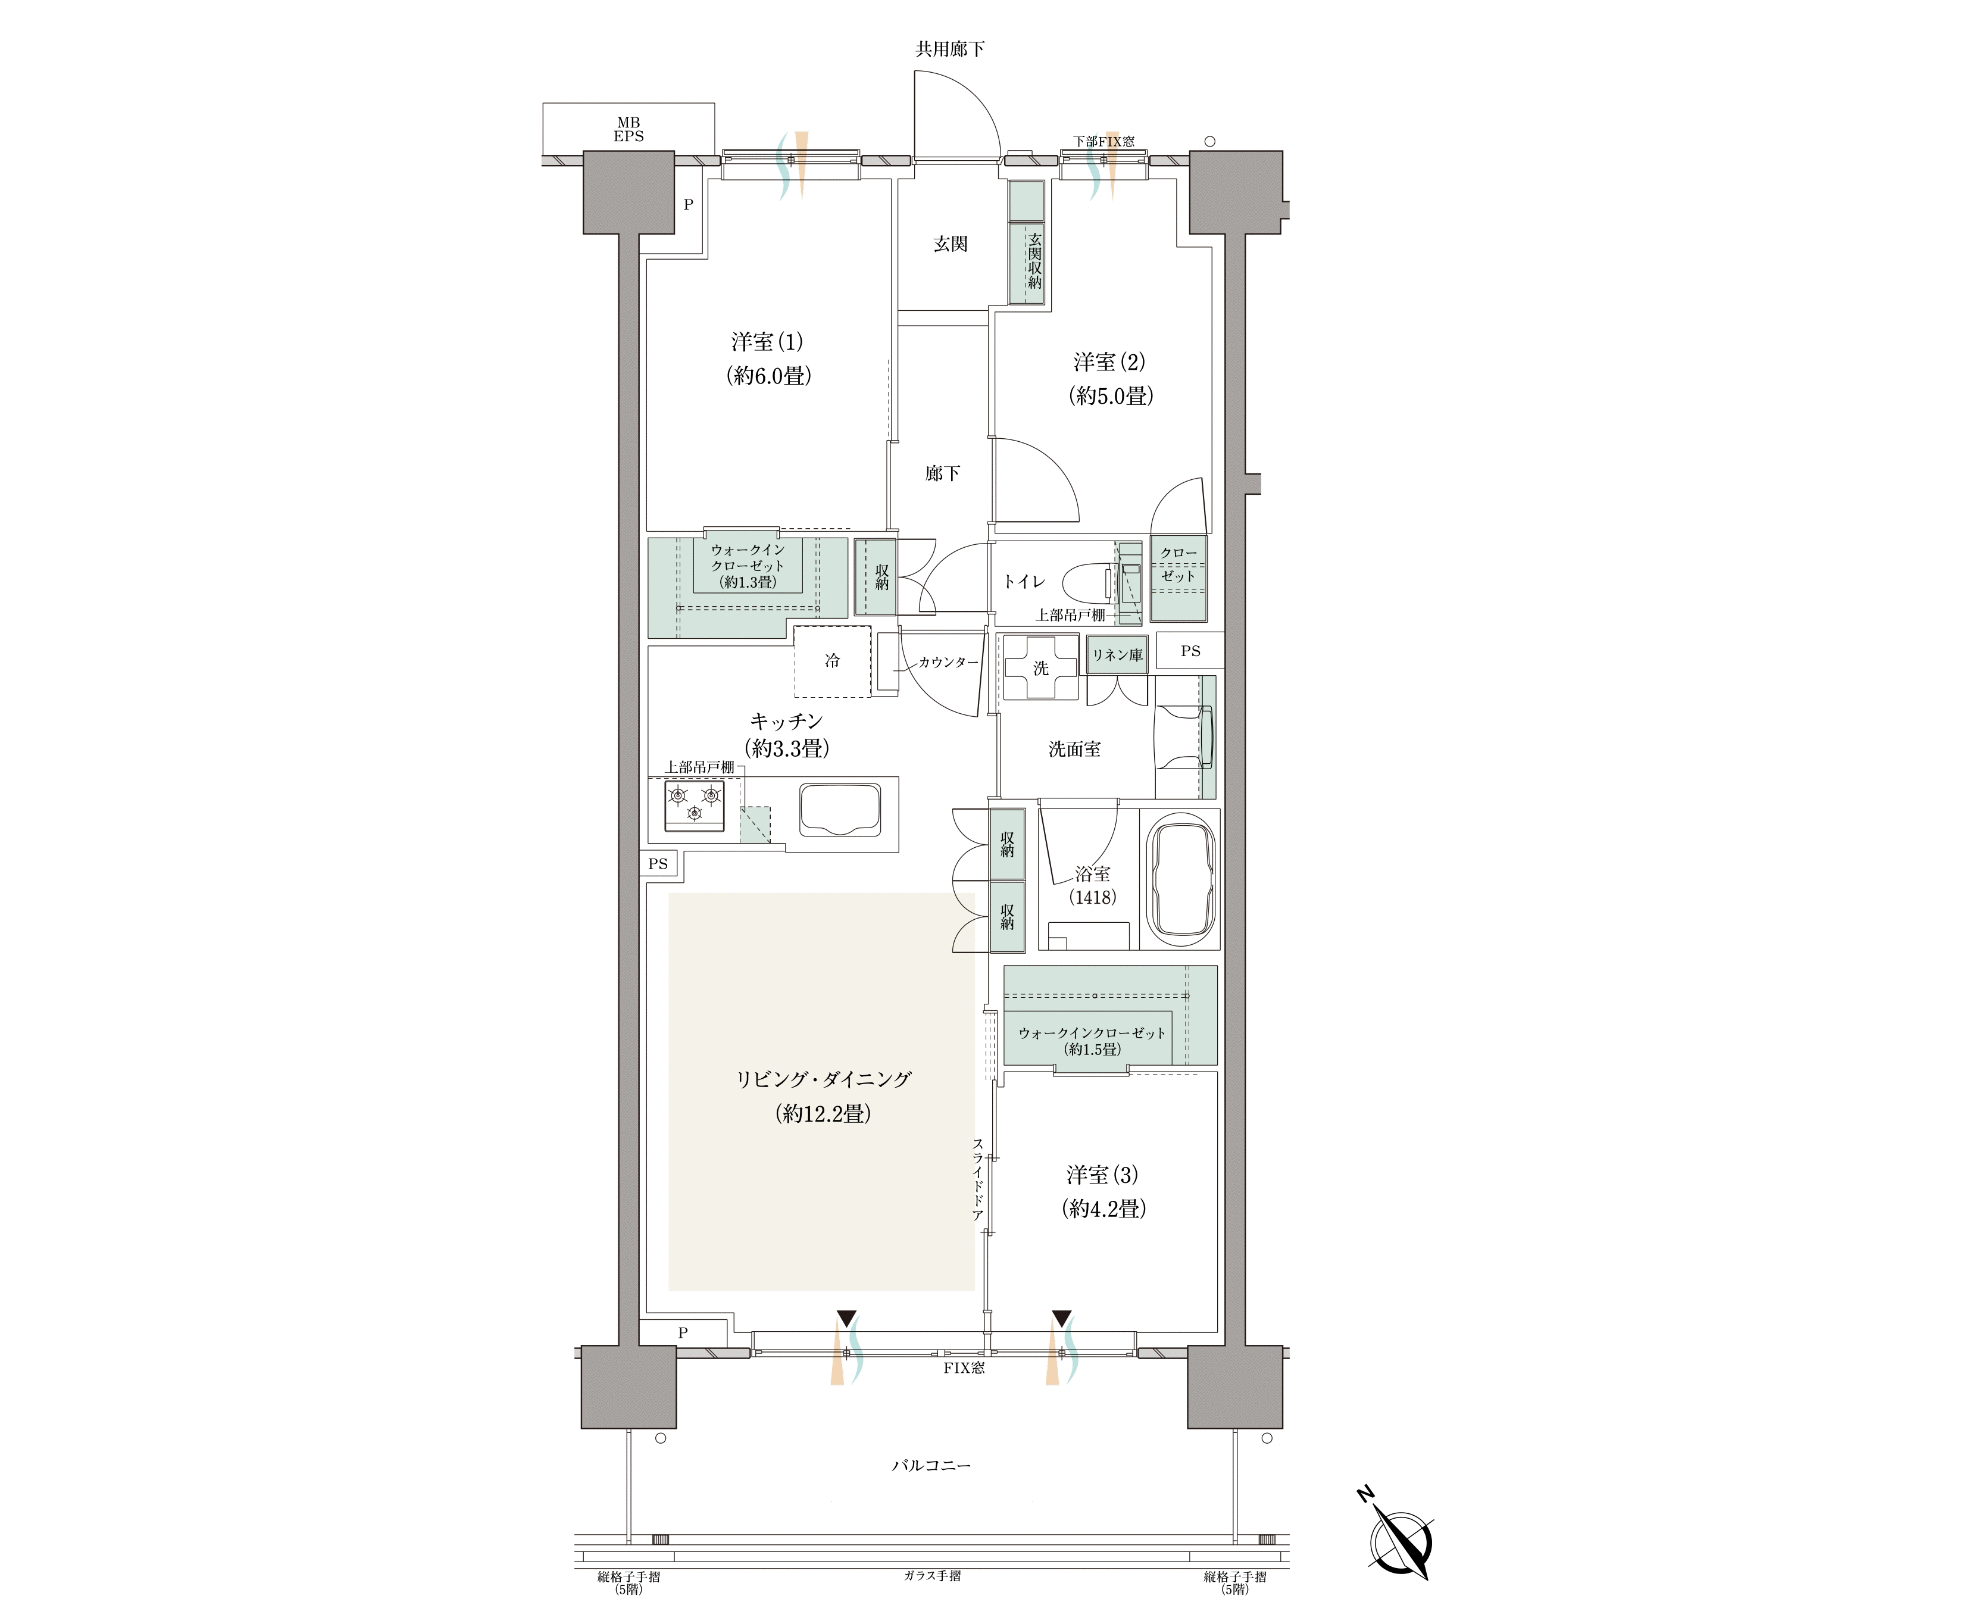 共用廊下
MB
EPS
下部FIX窓
P
玄関
玄関収納
洋室(1)
(約6.0畳)
洋室(2)
(約5.0畳)
廊下
ウォークイン
クローゼット
(約1.3畳)
収納
トイレ
上部吊戸棚
クロー
ゼット
冷
カウンター
洗
リネン庫
PS
キッチン
(約3.3畳)
上部吊戸棚
洗面室
PS
収納
収納
浴室
(1418)
ウォークインクローゼット
(約1.5畳)
リビング・ダイニング
(約12.2畳)
スライドドア
洋室(3)
(約4.2畳)
P
FIX窓
バルコニー
N
縦格子手摺
(5階)
ガラス手摺
縦格子手摺
(5階)